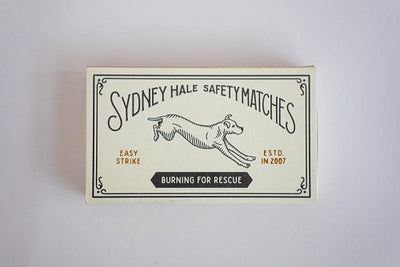 SYDNEY HALE SAFETY MATCHES
EASY
STRIKE
ESTD.
IN 2007
BURNING FOR RESCUE